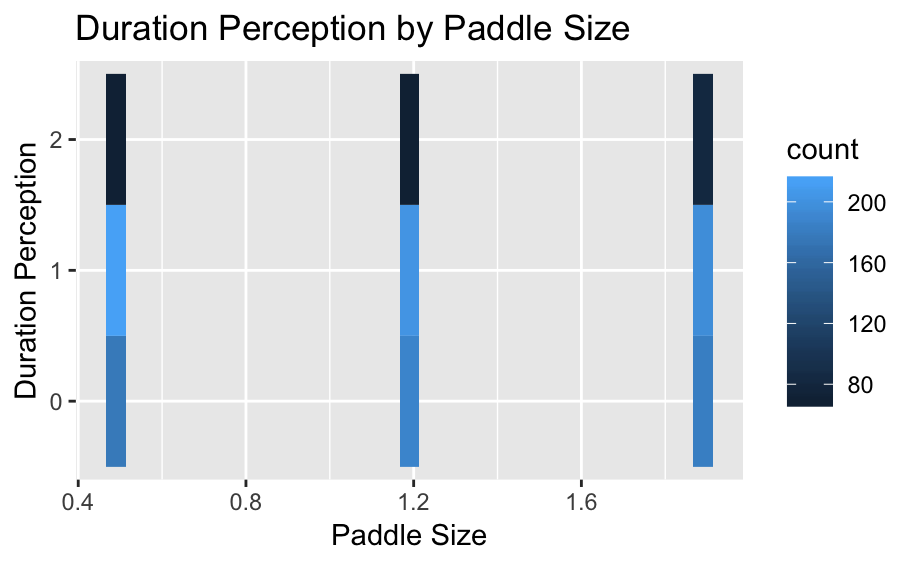 Duration Perception by Paddle Size
Duration Perception
2
1
0
0.4 0.8 1.2 1.6
Paddle Size
count
200
160
120
80